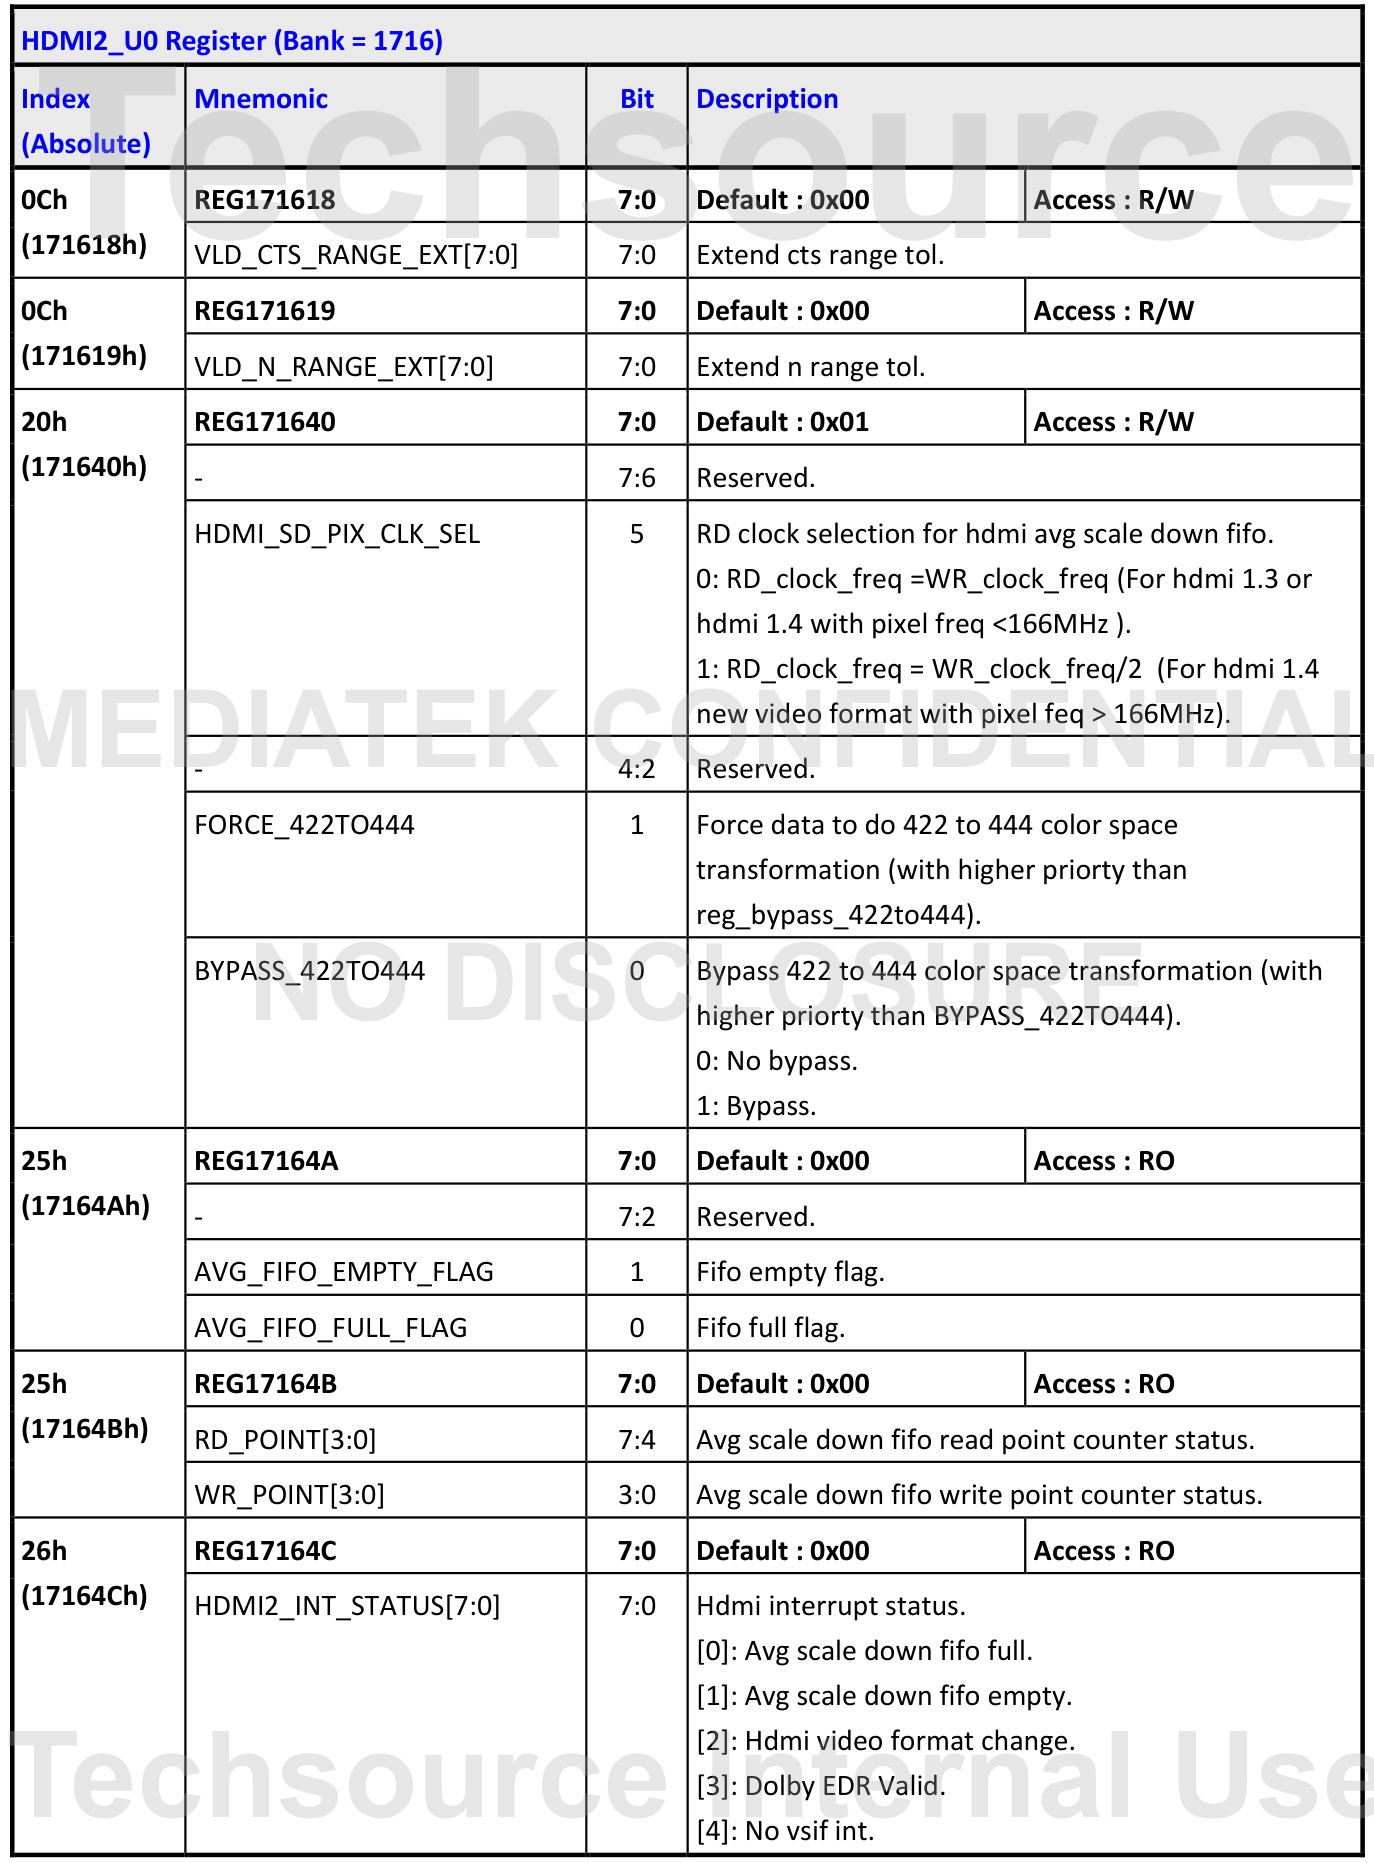 HDMI2_U0 Register (Bank = 1716)
Index (Absolute) Mnemonic Bit Description
0Ch (171618h) REG171618 7:0 Default : 0x00 Access : R/W
VLD_CTS_RANGE_EXT[7:0] 7:0 Extend cts range tol.
0Ch (171619h) REG171619 7:0 Default : 0x00 Access : R/W
VLD_N_RANGE_EXT[7:0] 7:0 Extend n range tol.
20h (171640h) REG171640 7:0 Default : 0x01 Access : R/W
- 7:6 Reserved.
HDMI_SD_PIX_CLK_SEL 5 RD clock selection for hdmi avg scale down fifo.
0: RD_clock_freq =WR_clock_freq (For hdmi 1.3 or
hdmi 1.4 with pixel freq <166MHz ).
1: RD_clock_freq = WR_clock_freq/2  (For hdmi 1.4
new video format with pixel feq > 166MHz).
- 4:2 Reserved.
FORCE_422TO444 1 Force data to do 422 to 444 color space
transformation (with higher priorty than
reg_bypass_422to444).
BYPASS_422TO444 0 Bypass 422 to 444 color space transformation (with
higher priorty than BYPASS_422TO444).
0: No bypass.
1: Bypass.
25h (17164Ah) REG17164A 7:0 Default : 0x00 Access : RO
- 7:2 Reserved.
AVG_FIFO_EMPTY_FLAG 1 Fifo empty flag.
AVG_FIFO_FULL_FLAG 0 Fifo full flag.
25h (17164Bh) REG17164B 7:0 Default : 0x00 Access : RO
RD_POINT[3:0] 7:4 Avg scale down fifo read point counter status.
WR_POINT[3:0] 3:0 Avg scale down fifo write point counter status.
26h (17164Ch) REG17164C 7:0 Default : 0x00 Access : RO
HDMI2_INT_STATUS[7:0] 7:0 Hdmi interrupt status.
[0]: Avg scale down fifo full.
[1]: Avg scale down fifo empty.
[2]: Hdmi video format change.
[3]: Dolby EDR Valid.
[4]: No vsif int.
Techsource
MEDIATEK CONFIDENTIAL
NO DISCLOSURE
Techsource Internal Use